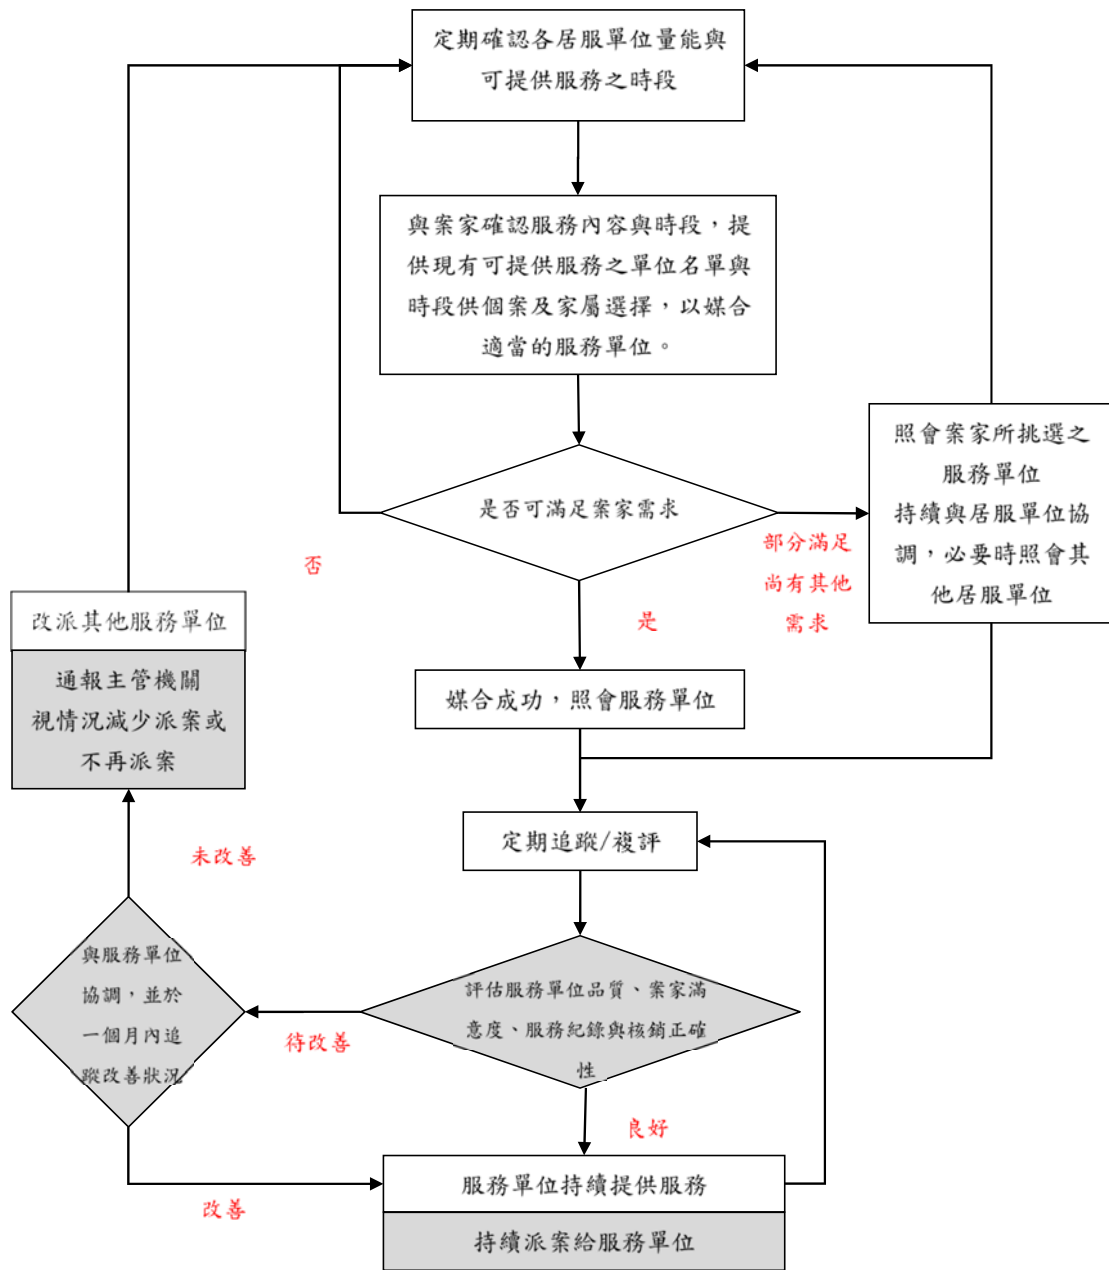 定期確認各居服單位量能與
可提供服務之時段
與案家確認服務內容與時段，提
供現有可提供服務之單位名單與
時段供個案及家屬選擇，以媒合
適當的服務單位。
是否可滿足案家需求
否
是
部分滿足
尚有其他
需求
照會案家所挑選之
服務單位
持續與居服單位協
調，必要時照會其
他居服單位
改派其他服務單位
通報主管機關
視情況減少派案或
不再派案
媒合成功，照會服務單位
定期追蹤/複評
未改善
與服務單位
協調，並於
一個月內追
蹤改善狀況
待改善
評估服務單位品質、案家滿
意度、服務紀錄與核銷正確
性
良好
改善
服務單位持續提供服務
持續派案給服務單位